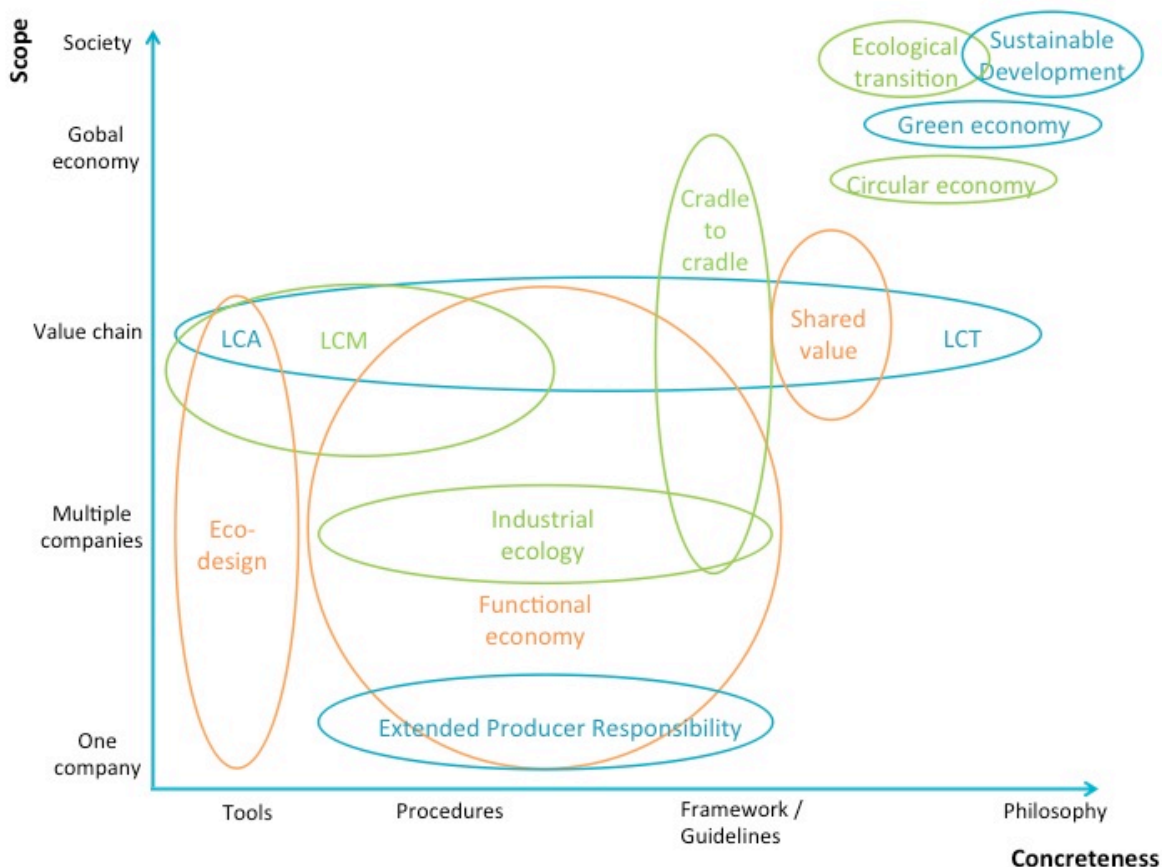 Scope
Society
Ecological
transition
Sustainable
Development
Gobal
economy
Green economy
Circular economy
Cradle
to
cradle
Value chain
LCA
LCM
Shared
value
LCT
Multiple
companies
Eco-
design
Industrial
ecology
Functional
economy
Extended Producer Responsibility
One
company
Tools
Procedures
Framework /
Guidelines
Philosophy
Concreteness